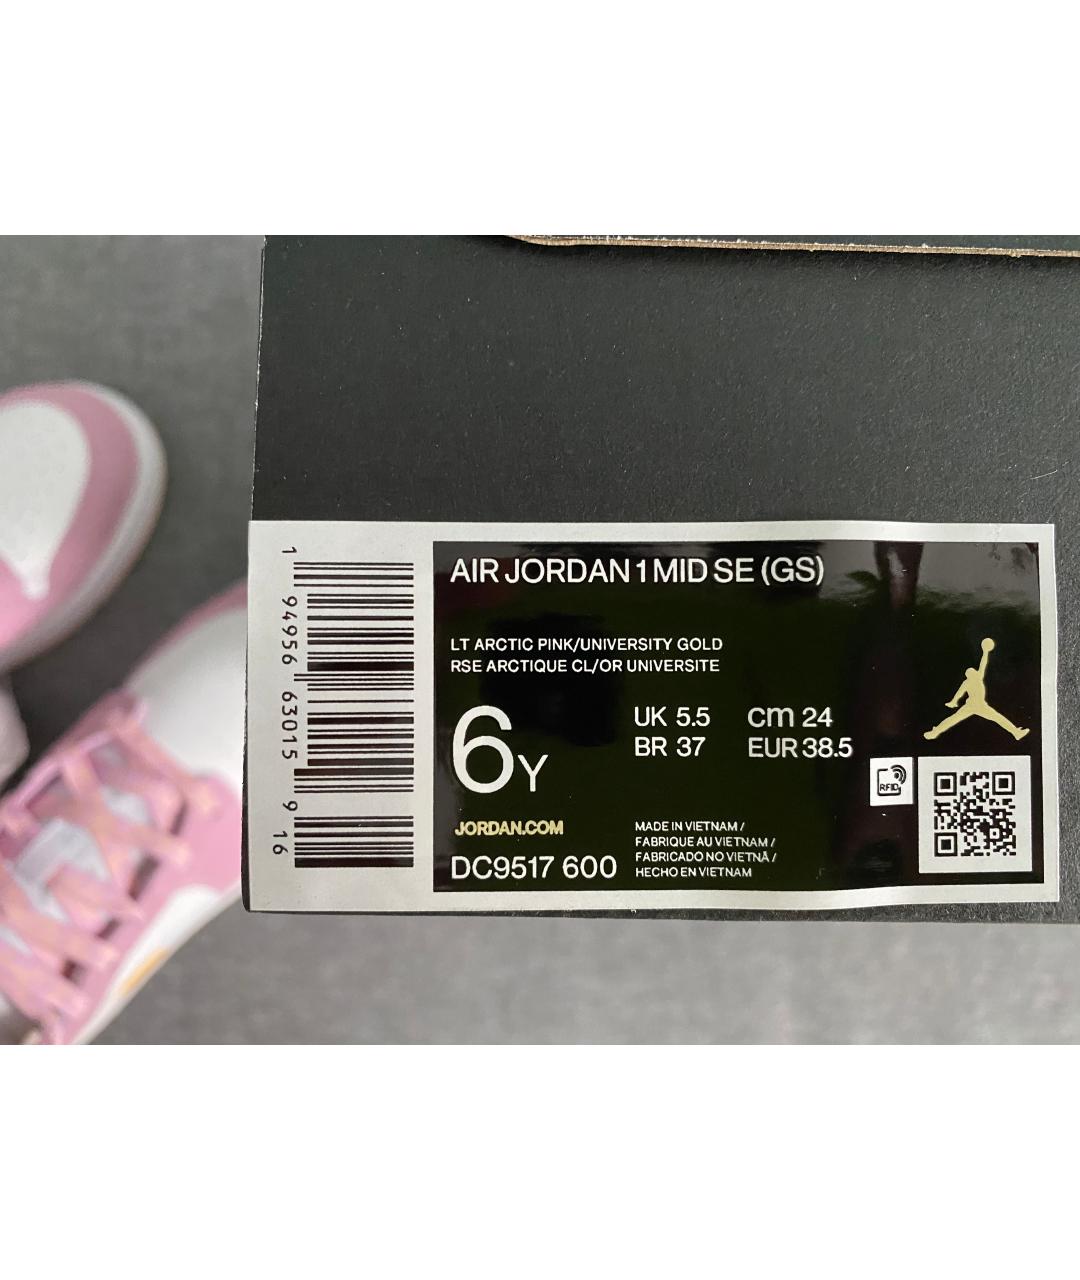 AIR JORDAN 1 MID SE (GS)
LT ARCTIC PINK/UNIVERSITY GOLD
RSE ARCTIQUE CL/OR UNIVERSITE
6Y
UK 5.5
BR 37
cm 24
EUR 38.5
RFID
JORDAN.COM
DC9517 600
MADE IN VIETNAM /
FABRIQUE AU VIETNAM /
FABRICADO NO VIETNÃ /
HECHO EN VIETNAM
1 94956 63015 9 16